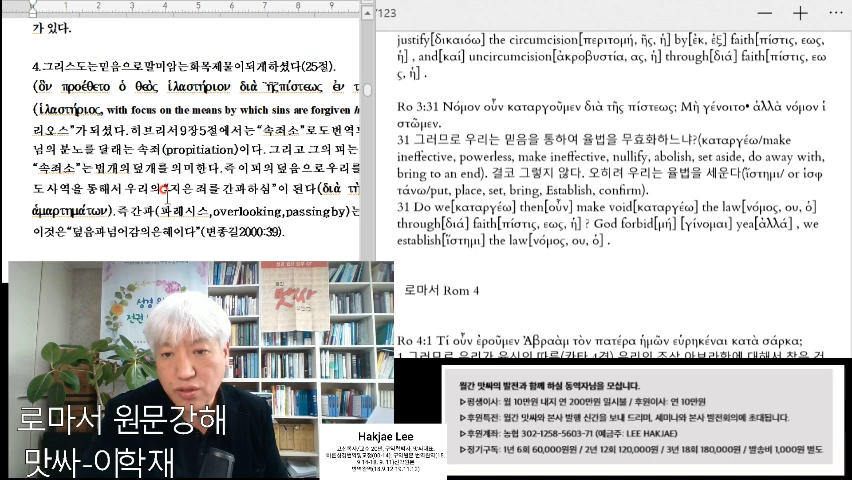 가 있다.
4.그리스도는 믿음으로 말미암는 화목제물이 되게 하셨다(25절).
(ὃν προέθετο ὁ θεὸς ἱλαστήριον διὰ τῆς πίστεως ἐν τ
(ἱλαστήριος, with focus on the means by which sins are forgiven
리오스”가 되셨다. 히브리서9장5절에서는 “속죄소”로도 번역
님의 분노를 달래는 속죄(propitiation)이다. 그리고 그의 피는
“속죄소”는 법개의 덮개를 의미한다. 즉 이 피의 덮음으로 우리를
도 사역을 통해서 우리의 지은 죄를 간과하심”이 된다(διὰ τὴ
ἁμαρτημάτων). 즉 간과(파레시스, overlooking, passing by)는
이것은 “덮음과 넘어감의 은혜이다”(변종길2000:39).
/123
justify[δικαιόω] the circumcision[περιτομή, ῆς, ἡ] by[ἐκ, ἐξ] faith[πίστις, εως,
ἡ] , and[καί] uncircumcision[ἀκροβυστία, ας, ἡ] through[διά] faith[πίστις, εω
ς, ἡ] .
Ro 3:31 Νόμον οὖν καταργοῦμεν διὰ τῆς πίστεως; Μὴ γένοιτο• ἀλλὰ νόμον ἱ
στῶμεν.
31 그러므로 우리는 믿음을 통하여 율법을 무효화하느냐?(καταργέω/make
ineffective, powerless, make ineffective, nullify, abolish, set aside, do away with,
bring to an end). 결코 그렇지 않다. 오히려 우리는 율법을 세운다(ἵστημι/ or ἱσφ
τάνω/put, place, set, bring, Establish, confirm).
31 Do we[καταργέω] then[οὖν] make void[καταργέω] the law[νόμος, ου, ὁ]
through[διά] faith[πίστις, εως, ἡ] ? God forbid[μή] [γίνομαι] yea[ἀλλά] , we
establish[ἵστημι] the law[νόμος, ου, ὁ] .
로마서 Rom 4
Ro 4:1 Τί οὖν ἐροῦμεν Ἀβραὰμ τὸν πατέρα ἡμῶν εὑρηκέναι κατὰ σάρκα;
맛싸
로마서 원문강해
맛싸-이학재
Hakjae Lee
월간 맛싸의 발전과 함께 하실 동역자님을 모십니다.
▷평생이사: 월 10만원 내지 연 200만원 일시불 / 후원이사: 연 10만원
▷후원특전: 월간 맛싸와 본사 발행 신간을 보내 드리며, 세미나와 본사 발전회의에 초대됩니다.
▷후원계좌: 농협 302-1258-5603-71 (예금주: LEE HAKJAE)
▷정기구독: 1년 6회 60,000원원 / 2년 12회 120,000원 / 3년 18회 180,000원 / 발송비 1,000원 별도